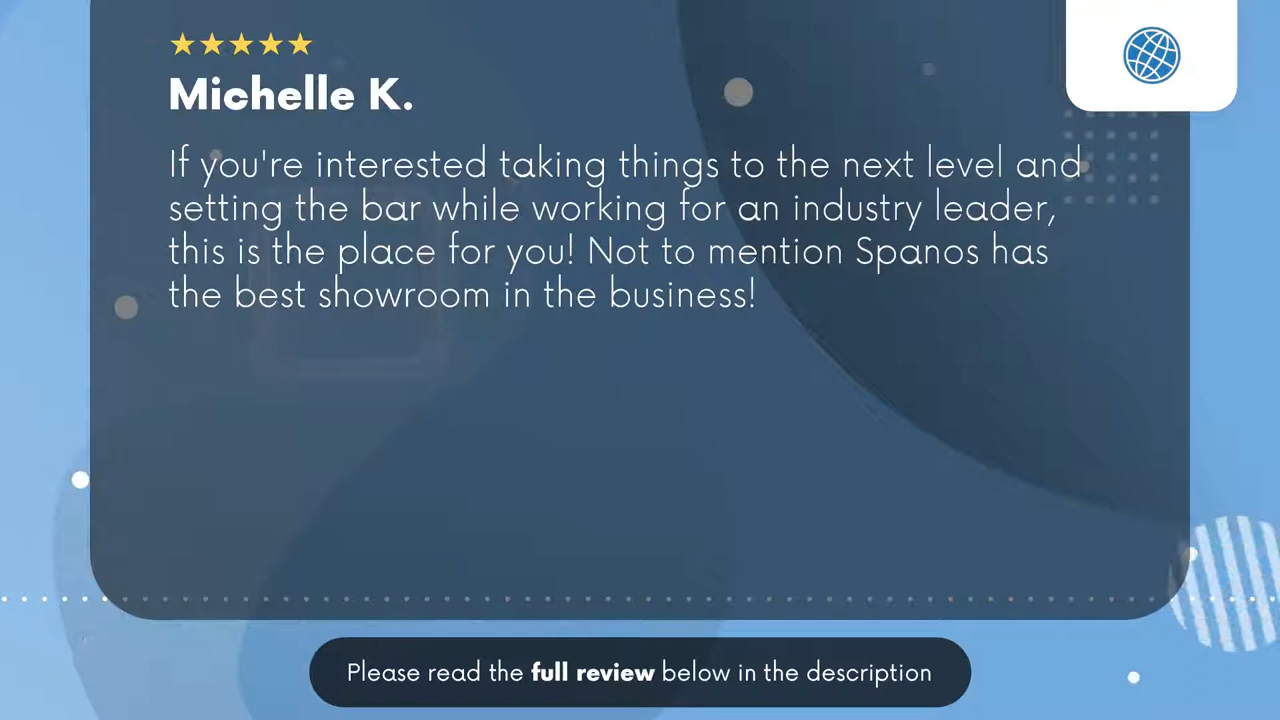 Michelle K.
If you're interested taking things to the next level and
setting the bar while working for an industry leader,
this is the place for you! Not to mention Spanos has
the best showroom in the business!
Please read the full review below in the description